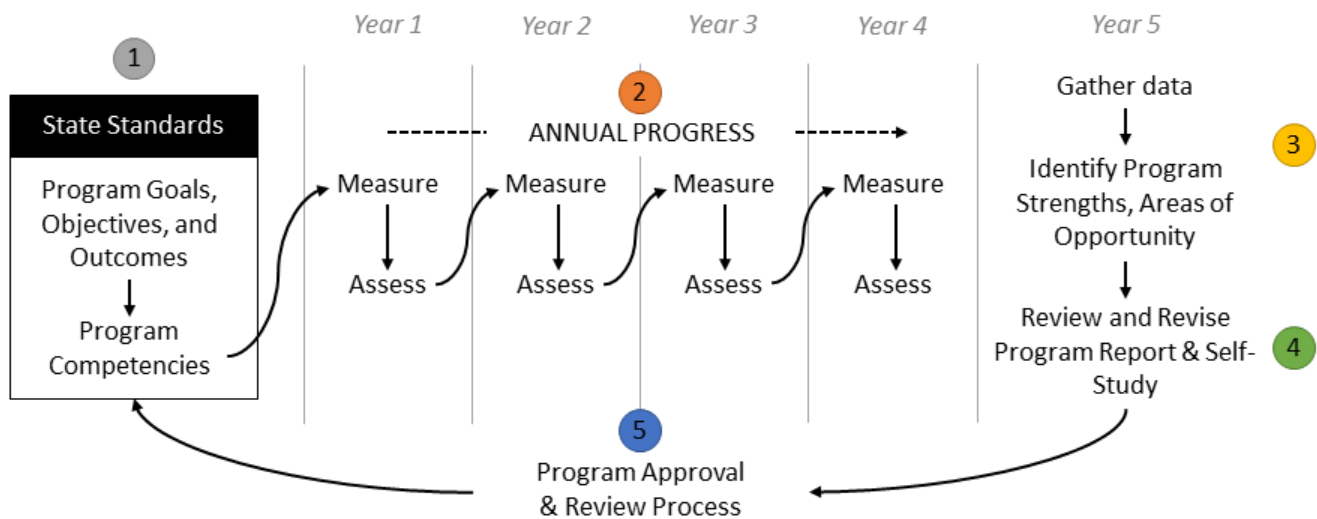 Year 1
Year 2
Year 3
Year 4
Year 5
1
State Standards
Program Goals,
Objectives, and
Outcomes
Program
Competencies
2
ANNUAL PROGRESS
Measure
Assess
Measure
Assess
Measure
Assess
Measure
Assess
Gather data
3
Identify Program
Strengths, Areas of
Opportunity
4
Review and Revise
Program Report & Self-
Study
5
Program Approval
& Review Process